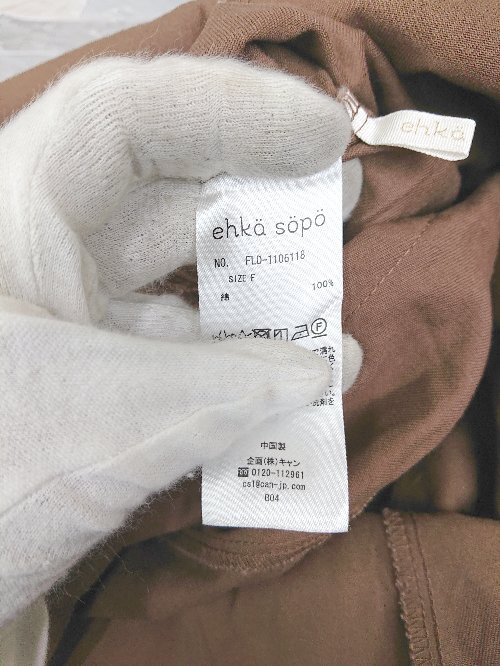 ehkä
ehkä söpö
NO. FLD-1106118
SIZE F
綿 100%
F
中国製
企画(株)キャン
☎ 0120-112961
cs1@can-jp.com
B04